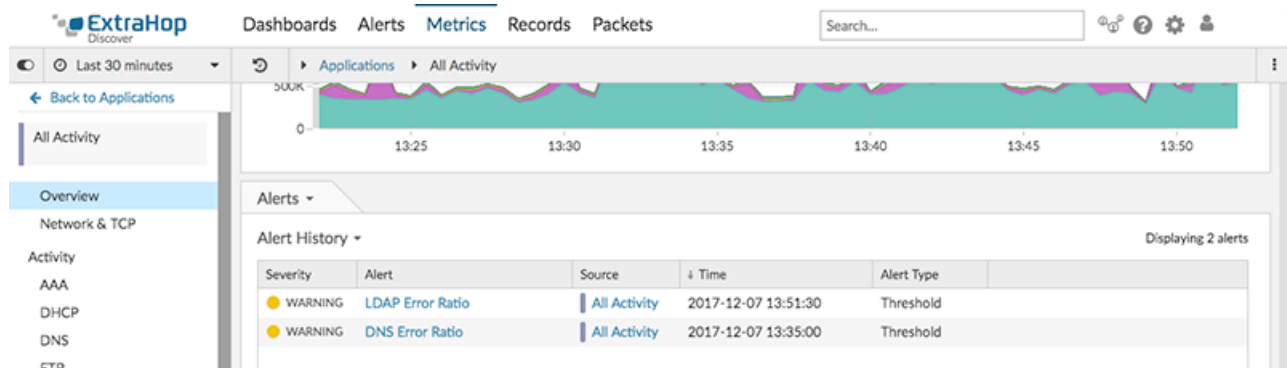 ExtraHop
Discover
Dashboards Alerts Metrics Records Packets
Search...
Last 30 minutes
Applications All Activity
Back to Applications
All Activity
Overview
Network & TCP
Activity
AAA
DHCP
DNS
FTP
500K
0
13:25 13:30 13:35 13:40 13:45 13:50
Alerts
Alert History
Displaying 2 alerts
Severity Alert Source ↓ Time Alert Type
WARNING LDAP Error Ratio All Activity 2017-12-07 13:51:30 Threshold
WARNING DNS Error Ratio All Activity 2017-12-07 13:35:00 Threshold